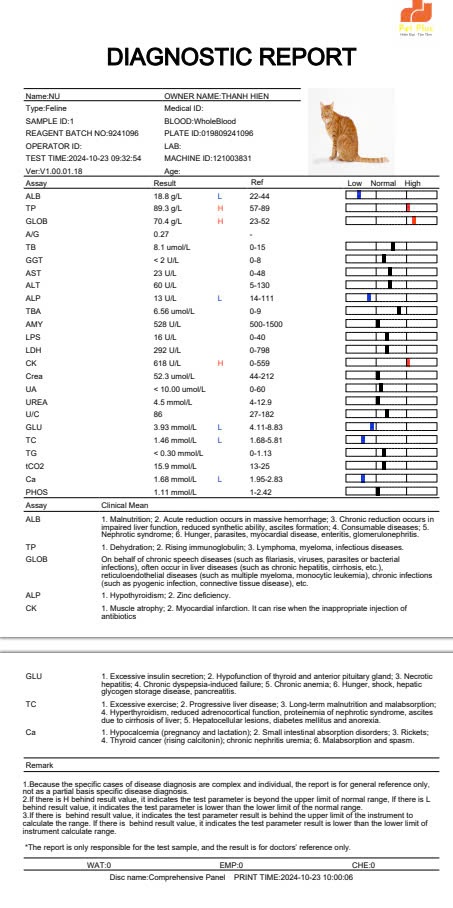 Pet Plus
DIAGNOSTIC REPORT
Name:NU OWNER NAME:THANH HIEN
Type:Feline Medical ID:
SAMPLE ID:1 BLOOD:WholeBlood
REAGENT BATCH NO:9241096 PLATE ID:019809241096
OPERATOR ID: LAB:
TEST TIME:2024-10-23 09:32:54 MACHINE ID:121003831
Ver:V1.00.01.18 Age:
Assay Result Ref Low Normal High
ALB 18.8 g/L L 22-44
TP 89.3 g/L H 57-89
GLOB 70.4 g/L H 23-52
A/G 0.27 -
TB 8.1 umol/L 0-15
GGT < 2 U/L 0-8
AST 23 U/L 0-48
ALT 60 U/L 5-130
ALP 13 U/L L 14-111
TBA 6.56 umol/L 0-9
AMY 528 U/L 500-1500
LPS 16 U/L 0-40
LDH 292 U/L 0-798
CK 618 U/L H 0-559
Crea 52.3 umol/L 44-212
UA < 10.00 umol/L 0-60
UREA 4.5 mmol/L 4-12.9
U/C 86 27-182
GLU 3.93 mmol/L L 4.11-8.83
TC 1.46 mmol/L L 1.68-5.81
TG < 0.30 mmol/L 0-1.13
tCO2 15.9 mmol/L 13-25
Ca 1.68 mmol/L L 1.95-2.83
PHOS 1.11 mmol/L 1-2.42
Assay Clinical Mean
ALB 1. Malnutrition; 2. Acute reduction occurs in massive hemorrhage; 3. Chronic reduction occurs in
impaired liver function, reduced synthetic ability, ascites formation; 4. Consumable diseases; 5.
Nephrotic syndrome; 6. Hunger, parasites, myocardial disease, enteritis, glomerulonephritis.
TP 1. Dehydration; 2. Rising immunoglobulin; 3. Lymphoma, myeloma, infectious diseases.
GLOB On behalf of chronic speech diseases (such as filariasis, viruses, parasites or bacterial
infections), often occur in liver diseases (such as chronic hepatitis, cirrhosis, etc.),
reticuloendothelial diseases (such as multiple myeloma, monocytic leukemia), chronic infections
(such as pyogenic infection, connective tissue disease), etc.
ALP 1. Hypothyroidism; 2. Zinc deficiency.
CK 1. Muscle atrophy; 2. Myocardial infarction. It can rise when the inappropriate injection of
antibiotics
GLU 1. Excessive insulin secretion; 2. Hypofunction of thyroid and anterior pituitary gland; 3. Necrotic
hepatitis; 4. Chronic dyspepsia-induced failure; 5. Chronic anemia; 6. Hunger, shock, hepatic
glycogen storage disease, pancreatitis.
TC 1. Excessive exercise; 2. Progressive liver disease; 3. Long-term malnutrition and malabsorption;
4. Hyperthyroidism, reduced adrenocortical function, proteinemia of nephrotic syndrome, ascites
due to cirrhosis of liver; 5. Hepatocellular lesions, diabetes mellitus and anorexia.
Ca 1. Hypocalcemia (pregnancy and lactation); 2. Small intestinal absorption disorders; 3. Rickets;
4. Thyroid cancer (rising calcitonin); chronic nephritis uremia; 6. Malabsorption and spasm.
Remark
1.Because the specific cases of disease diagnosis are complex and individual, the report is for general reference only,
not as a partial basis specific disease diagnosis.
2.If there is H behind result value, it indicates the test parameter is beyond the upper limit of normal range, If there is L
behind result value, it indicates the test parameter is lower than the lower limit of the normal range.
3.If there is behind result value, it indicates the test parameter result is behind the upper limit of the instrument to
calculate the range. If there is behind result value, it indicates the test parameter result is lower than the lower limit of
instrument calculate range.
*The report is only responsible for the test sample, and the result is for doctors' reference only.
WAT:0 EMP:0 CHE:0
Disc name:Comprehensive Panel PRINT TIME:2024-10-23 10:00:06